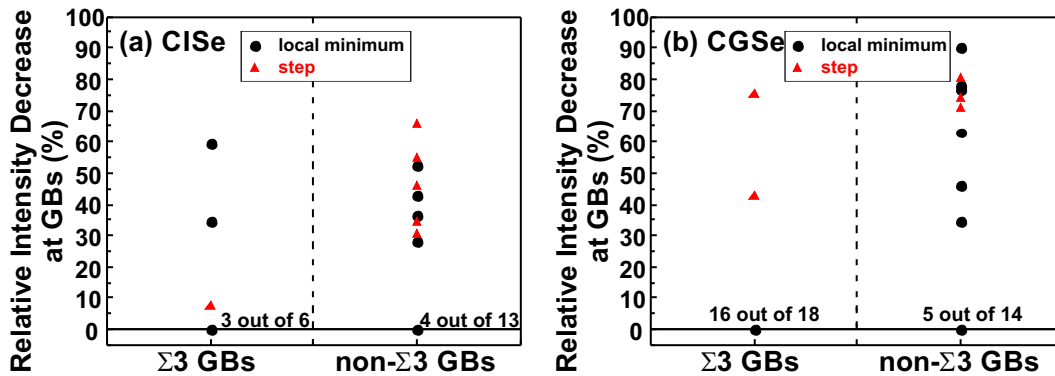 Relative Intensity Decrease
at GBs (%)
100
90
80
70
60
50
40
30
20
10
0
(a) CISe
local minimum
step
3 out of 6
4 out of 13
Σ3 GBs
non-Σ3 GBs
Relative Intensity Decrease
at GBs (%)
100
90
80
70
60
50
40
30
20
10
0
(b) CGSe
local minimum
step
16 out of 18
5 out of 14
Σ3 GBs
non-Σ3 GBs